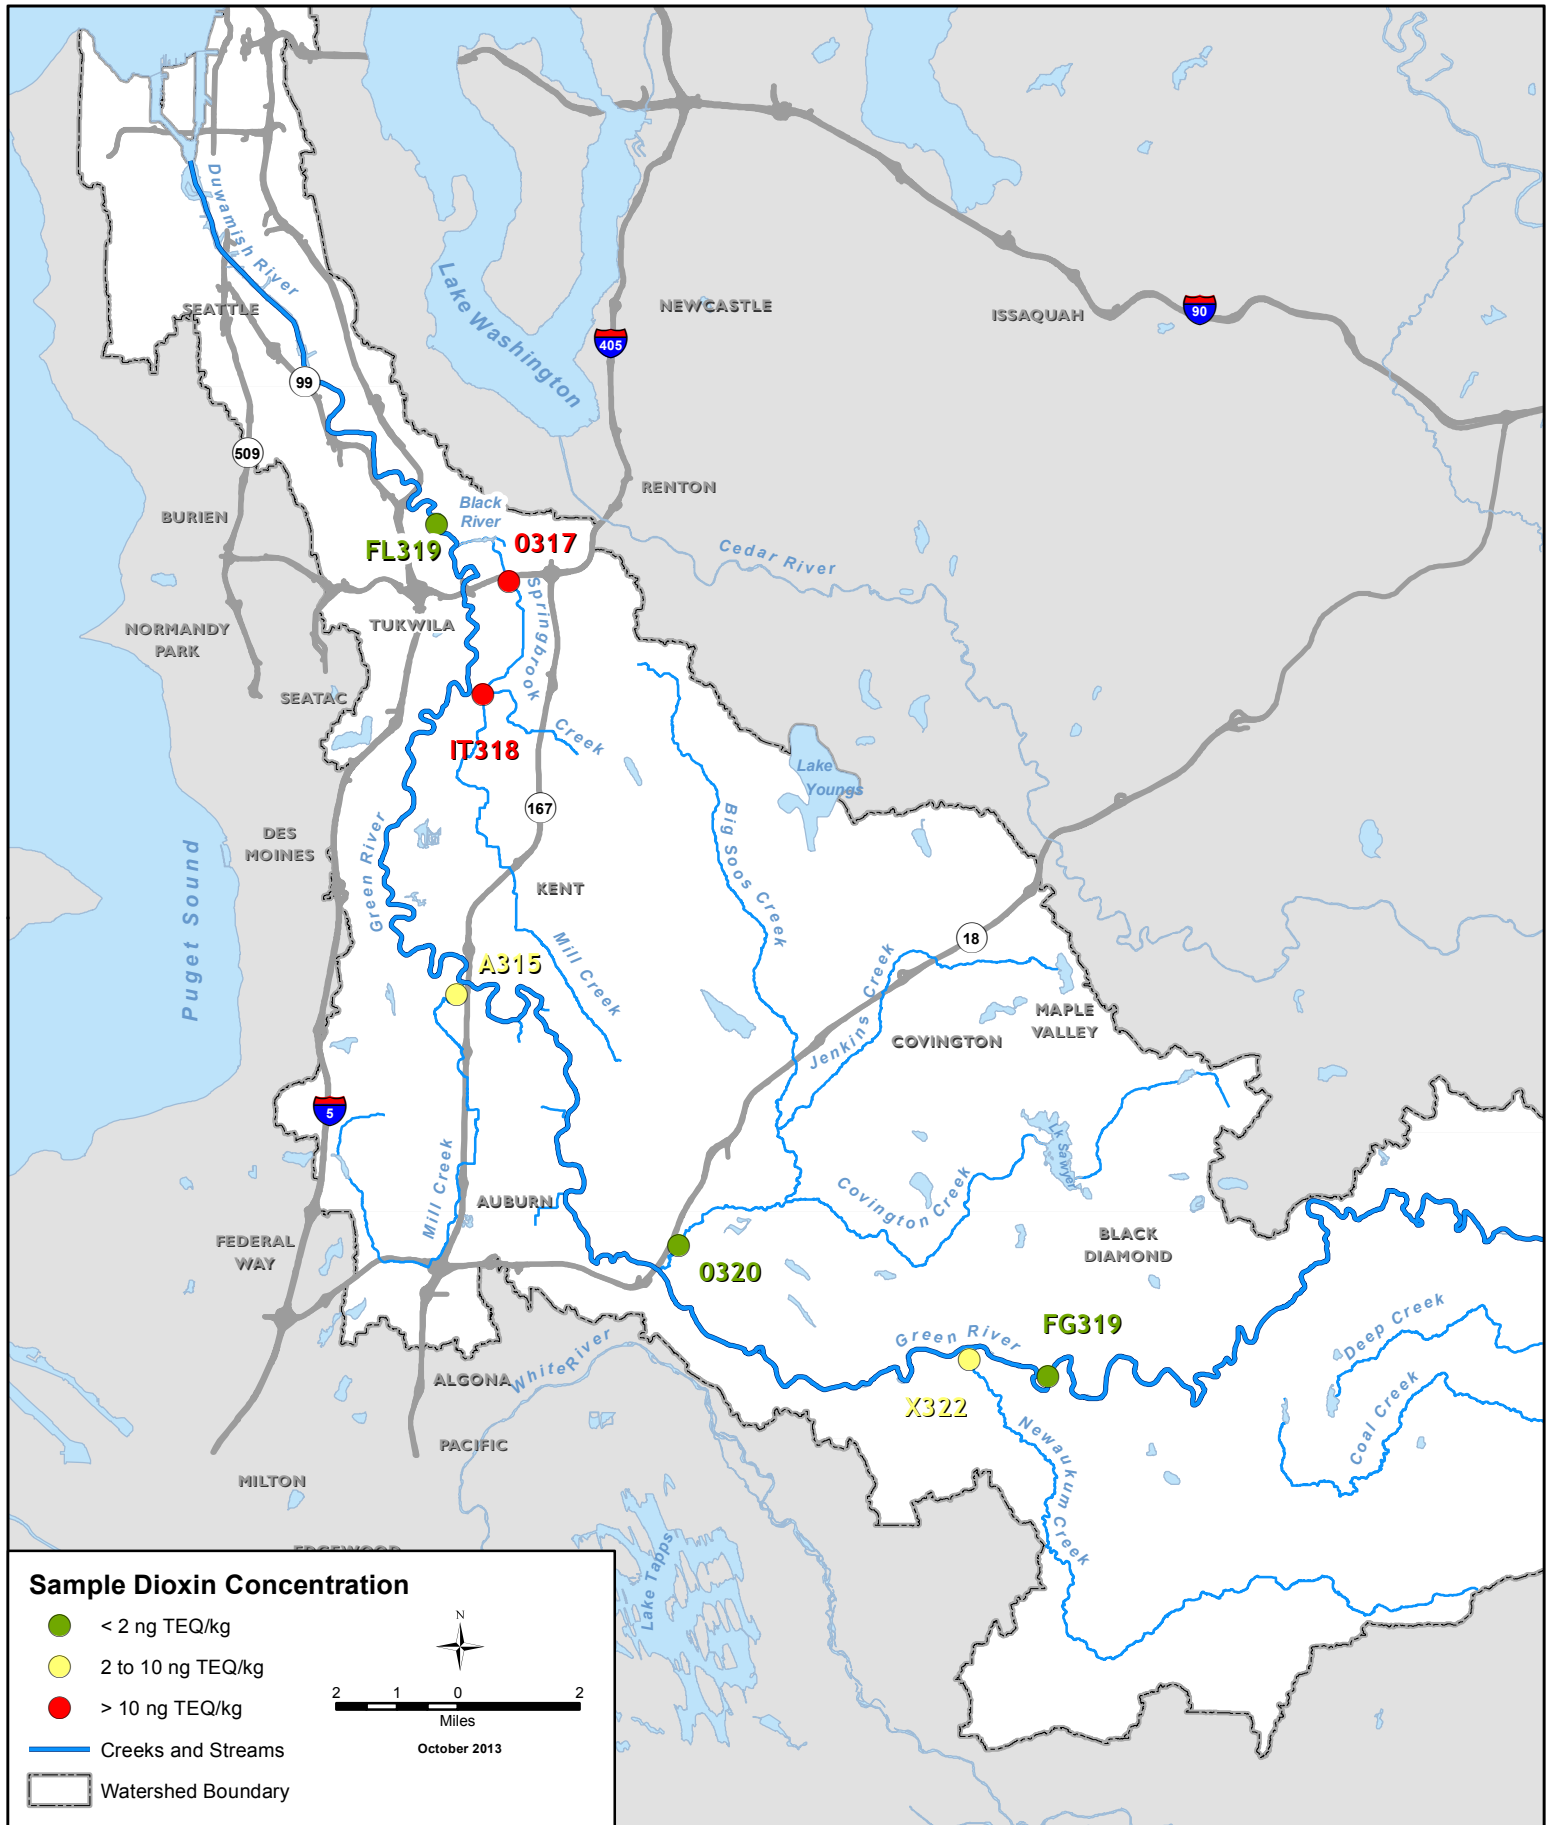 Duwamish River
SEATTLE
Lake Washington
NEWCASTLE
ISSAQUAH
90
405
99
509
RENTON
BURIEN
Black
River
FL319
0317
Cedar River
NORMANDY
PARK
TUKWILA
Springbrook
Creek
SEATAC
IT318
Lake
Youngs
167
DES
MOINES
Green River
Big Soos Creek
Puget Sound
KENT
Mill Creek
18
A315
Jenkins Creek
COVINGTON
MAPLE
VALLEY
5
Lk Sawyer
Mill Creek
AUBURN
Covington Creek
FEDERAL
WAY
BLACK
DIAMOND
0320
Green River
FG319
Deep Creek
White River
ALGONA
X322
Coal Creek
PACIFIC
Newaukum Creek
MILTON
EDGEWOOD
Lake Tapps
Sample Dioxin Concentration
< 2 ng TEQ/kg
2 to 10 ng TEQ/kg
> 10 ng TEQ/kg
Creeks and Streams
Watershed Boundary
N
2 1 0 2
Miles
October 2013